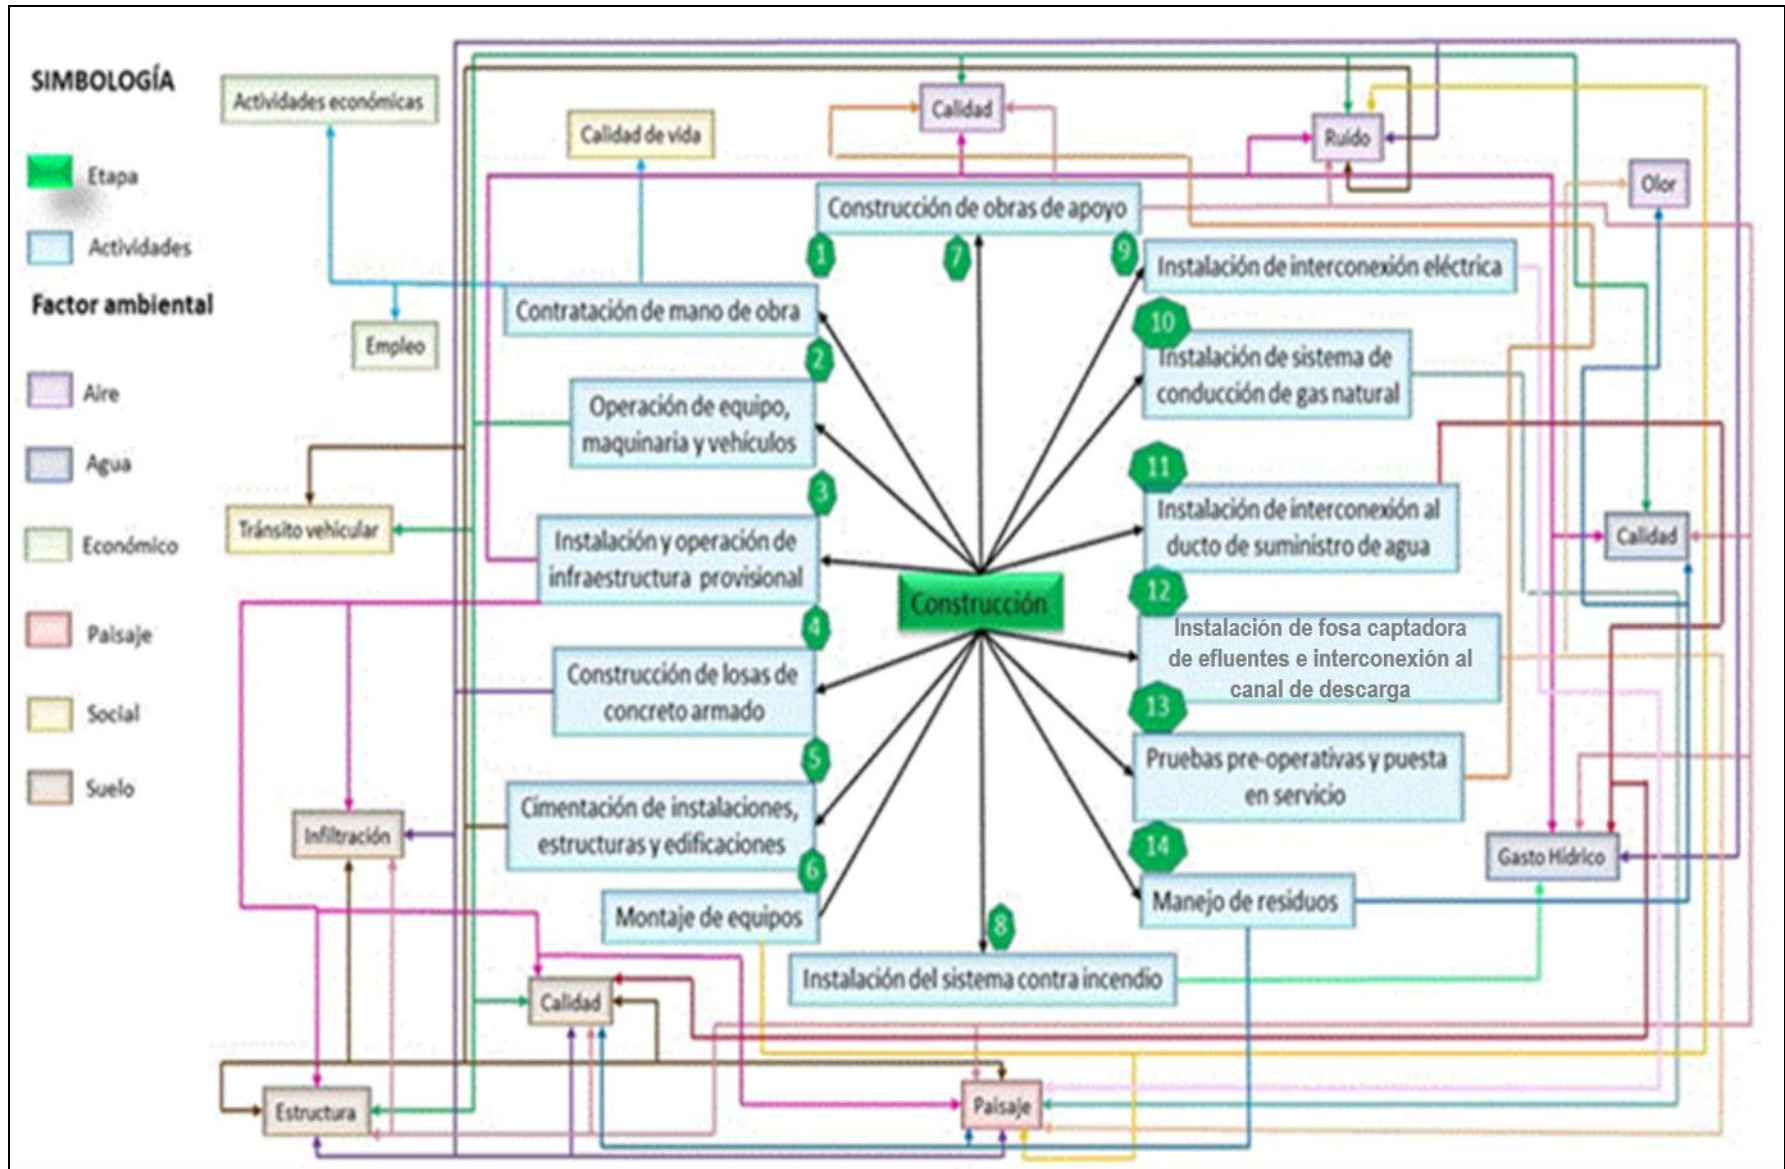 SIMBOLOGÍA
Etapa
Actividades
Factor ambiental
Aire
Agua
Económico
Paisaje
Social
Suelo
Actividades económicas
Calidad de vida
Empleo
Tránsito vehicular
Infiltración
Estructura
Calidad
Calidad
Ruído
Olor
Calidad
Gasto Hídrico
Paisaje
Construcción
1
Contratación de mano de obra
2
Operación de equipo,
maquinaria y vehículos
3
Instalación y operación de
infraestructura provisional
4
Construcción de losas de
concreto armado
5
Cimentación de instalaciones,
estructuras y edificaciones
6
Montaje de equipos
7
Construcción de obras de apoyo
8
Instalación del sistema contra incendio
9
Instalación de interconexión eléctrica
10
Instalación de sistema de
conducción de gas natural
11
Instalación de interconexión al
ducto de suministro de agua
12
Instalación de fosa captadora
de efluentes e interconexión al
canal de descarga
13
Pruebas pre-operativas y puesta
en servicio
14
Manejo de residuos